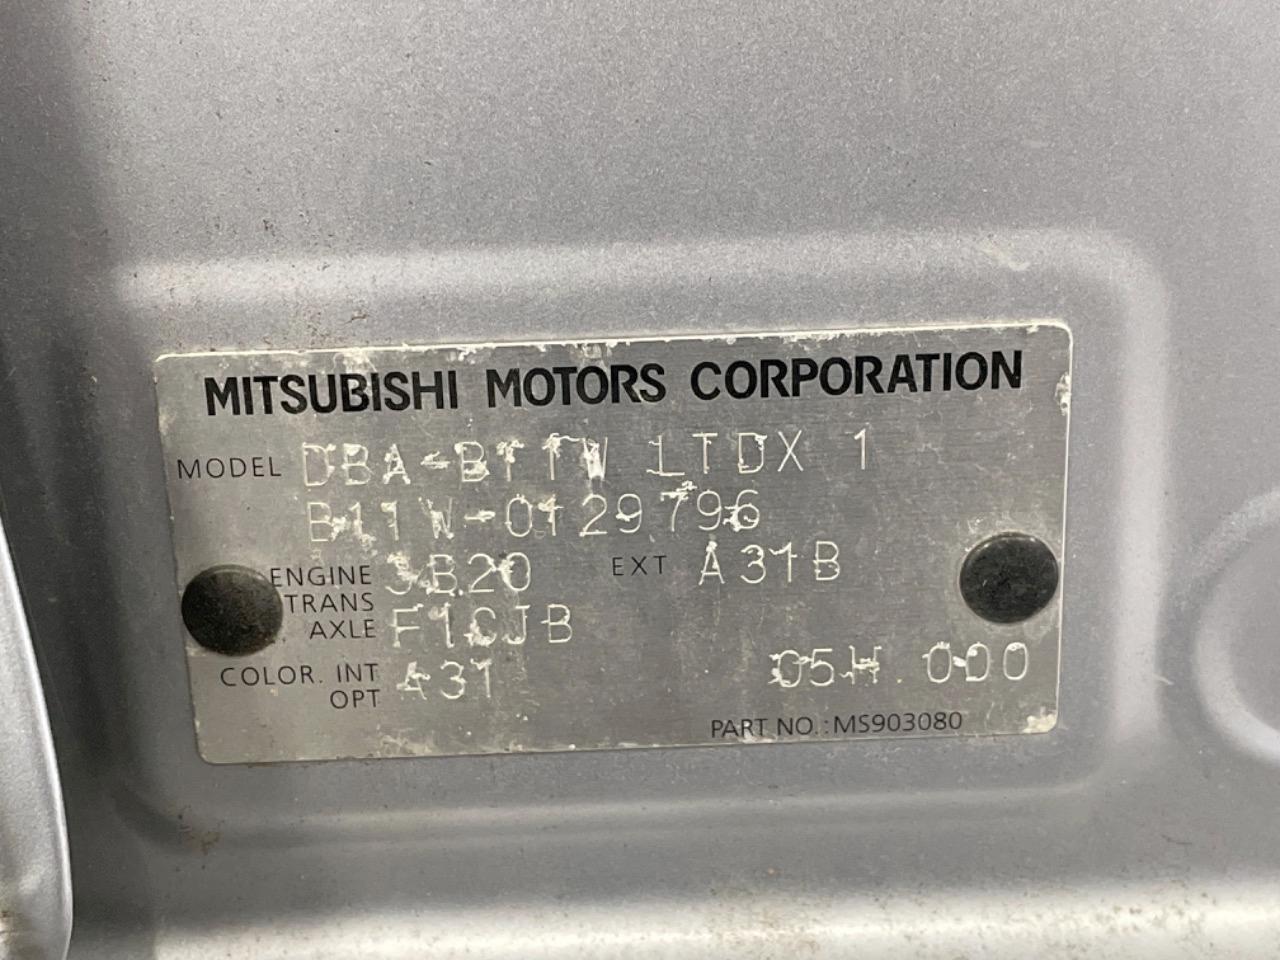 MITSUBISHI MOTORS CORPORATION
MODEL DBA-B11W LTDX 1
B11W-0129796
ENGINE 3B20 EXT A31B
TRANS
AXLE F1CJB
COLOR. INT A31 05H 000
OPT
PART NO.:MS903080